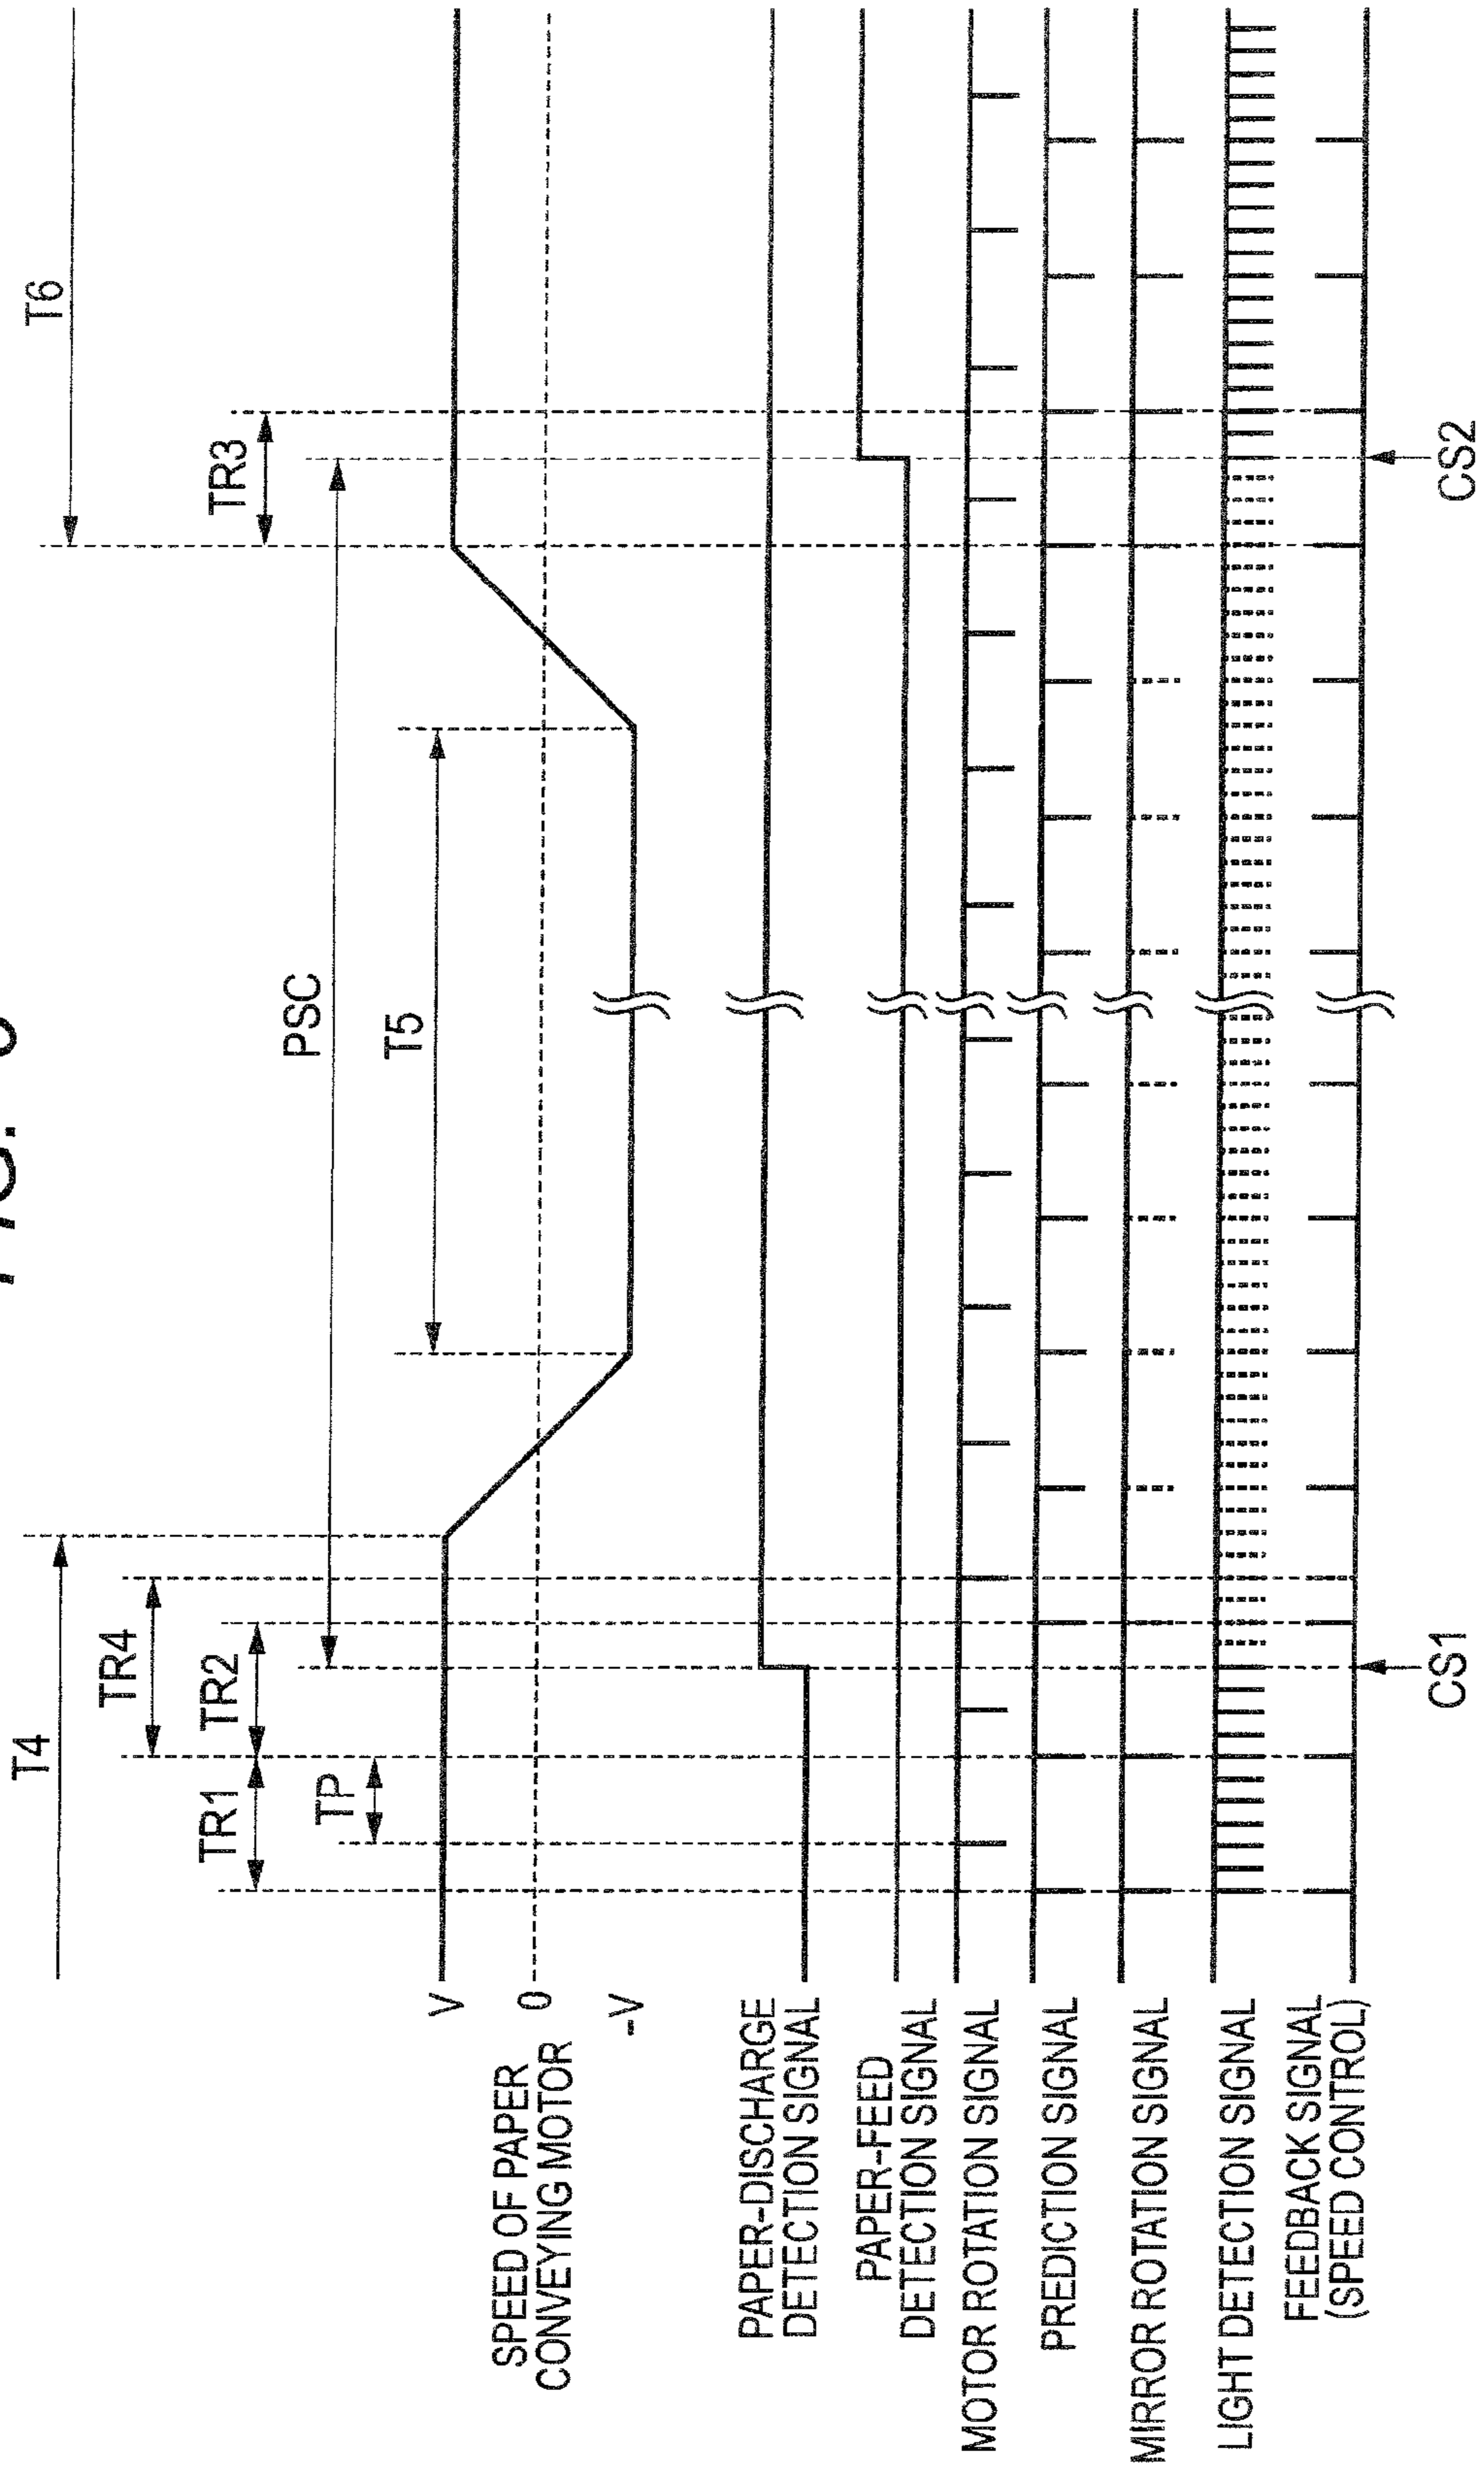 FIG.
T4
T6
TR4
TR1
TR2
TR3
PSC
TP
T5
V
SPEED OF PAPER
CONVEYING MOTOR
0
-V
PAPER-DISCHARGE
DETECTION SIGNAL
PAPER-FEED
DETECTION SIGNAL
MOTOR ROTATION SIGNAL
PREDICTION SIGNAL
MIRROR ROTATION SIGNAL
LIGHT DETECTION SIGNAL
FEEDBACK SIGNAL
(SPEED CONTROL)
CS1
CS2